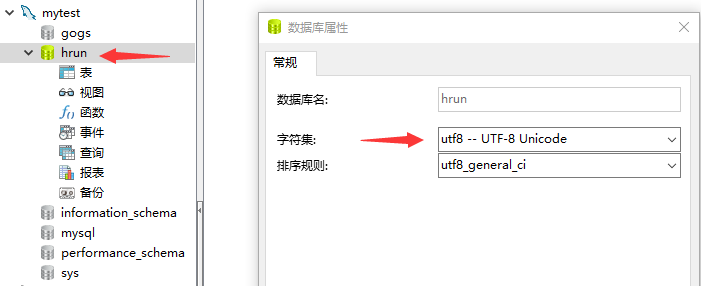 mytest
gogs
hrun
表
视图
函数
事件
查询
报表
备份
information_schema
mysql
performance_schema
sys
数据库属性
常规
数据库名:
hrun
字符集:
utf8 -- UTF-8 Unicode
排序规则:
utf8_general_ci